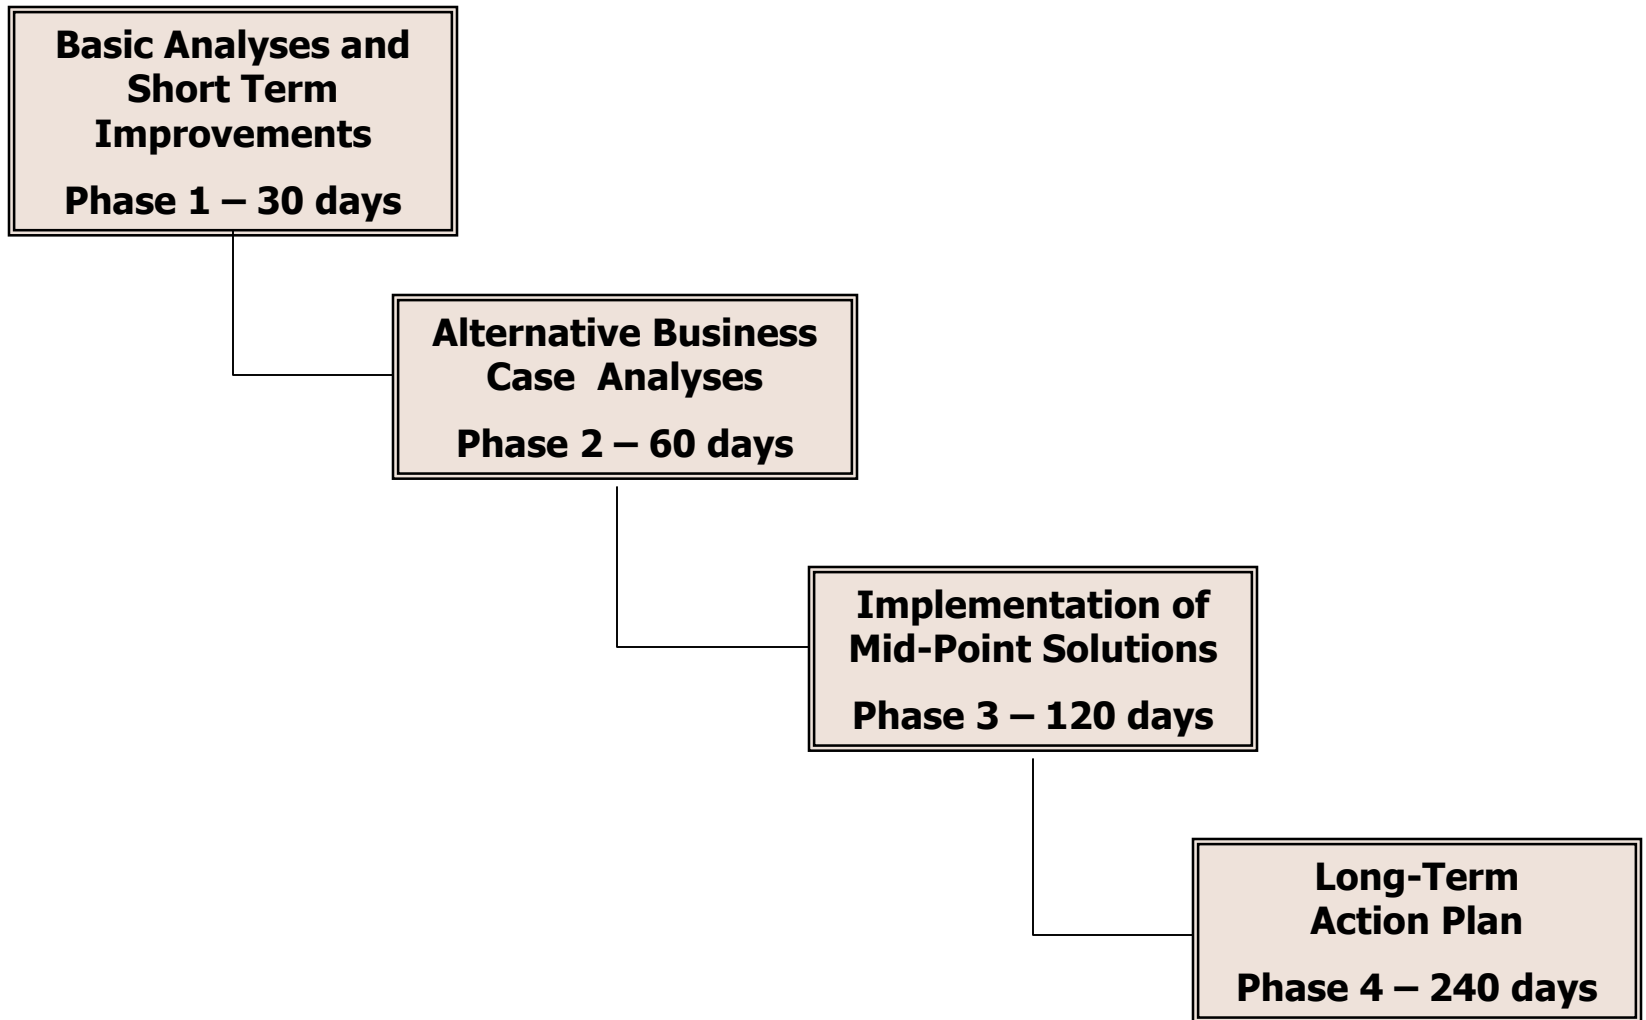 Basic Analyses and
Short Term
Improvements
Phase 1 – 30 days
Alternative Business
Case  Analyses
Phase 2 – 60 days
Implementation of
Mid-Point Solutions
Phase 3 – 120 days
Long-Term
Action Plan
Phase 4 – 240 days